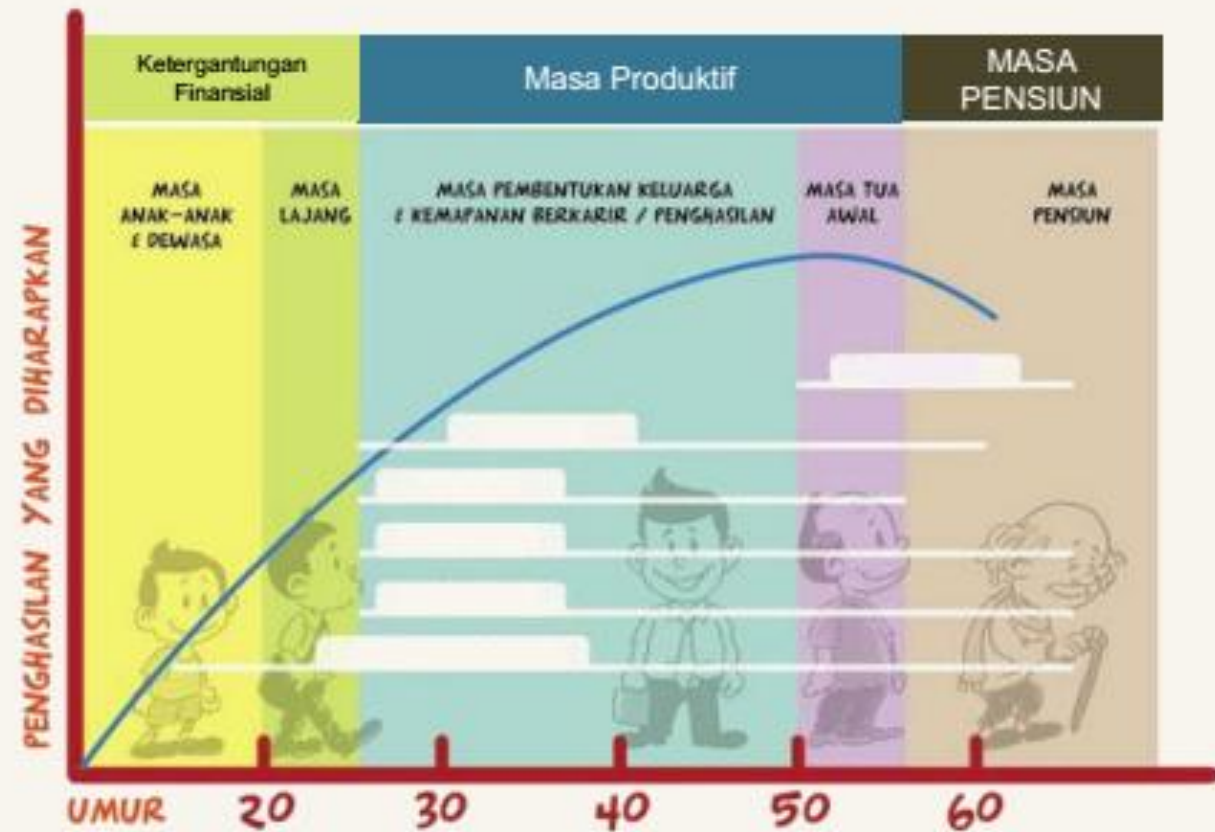 Ketergantungan
Finansial
Masa Produktif
MASA
PENSIUN
MASA
ANAK-ANAK
& DEWASA
MASA
LAJANG
MASA PEMBENTUKAN KELUARGA
& KEMAPANAN BERKARIR / PENGHASILAN
MASA TUA
AWAL
MASA
PENSIUN
PENGHASILAN YANG DIHARAPKAN
UMUR 20 30 40 50 60